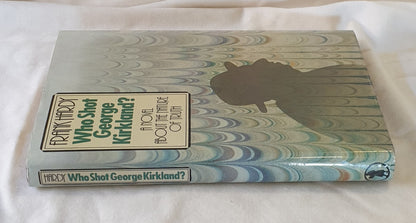 FRANK HARDY
Who Shot
George
Kirkland?
A NOVEL
ABOUT THE NATURE
OF TRUTH
HARDY Who Shot George Kirkland?